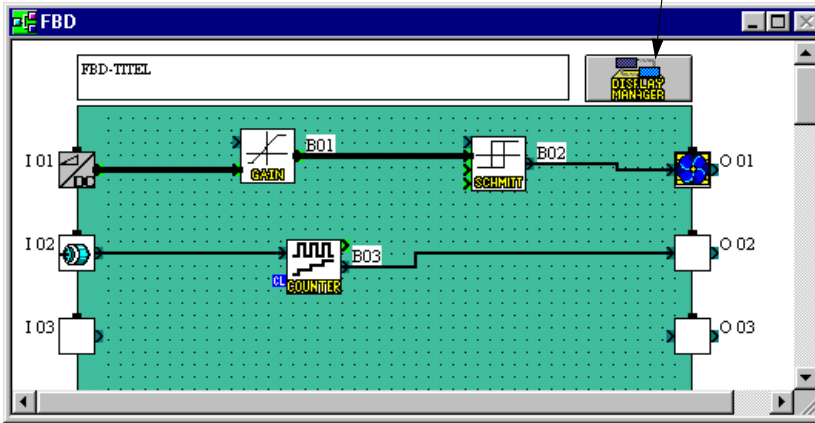 FBD
FBD-TITEL
DISPLAY
MANAGER
I 01
DC
GAIN
B01
SCHMITT
B02
O 01
I 02
CL
COUNTER
B03
O 02
I 03
O 03